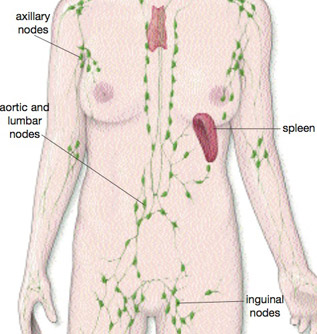 axillary
nodes
aortic and
lumbar
nodes
spleen
inguinal
nodes